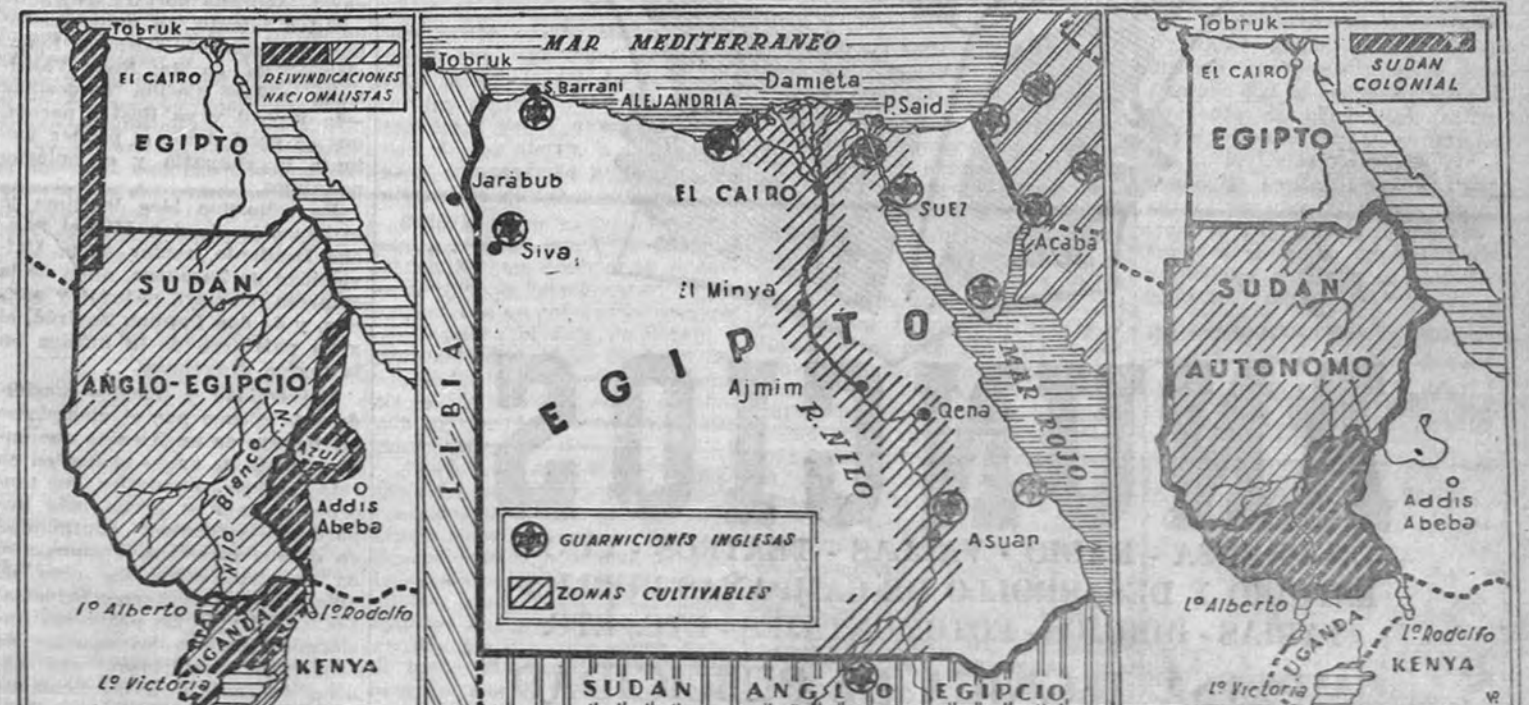 Tobruk
REIVINDICACIONES
NACIONALISTAS
EL CAIRO
EGIPTO
SUDAN
ANGLO-EGIPCIO
N.
AZUL
Nilo Blanco
Addis
Abeba
Lº Alberto
Lº Rodolfo
UGANDA
KENYA
Lº Victoria
MAR MEDITERRANEO
Tobruk
S. Barrani
ALEJANDRIA
Damieta
P. Said
Jarabub
EL CAIRO
SUEZ
Acaba
Siva
El Minya
LIBIA
EGIPTO
Ajmim
R. NILO
Qena
MAR ROJO
Asuan
GUARNICIONES INGLESAS
ZONAS CULTIVABLES
SUDAN ANGLO EGIPCIO
Tobruk
SUDAN
COLONIAL
EL CAIRO
EGIPTO
SUDAN
AUTONOMO
Addis
Abeba
Lº Alberto
Lº Rodolfo
UGANDA
KENYA
Lº Victoria